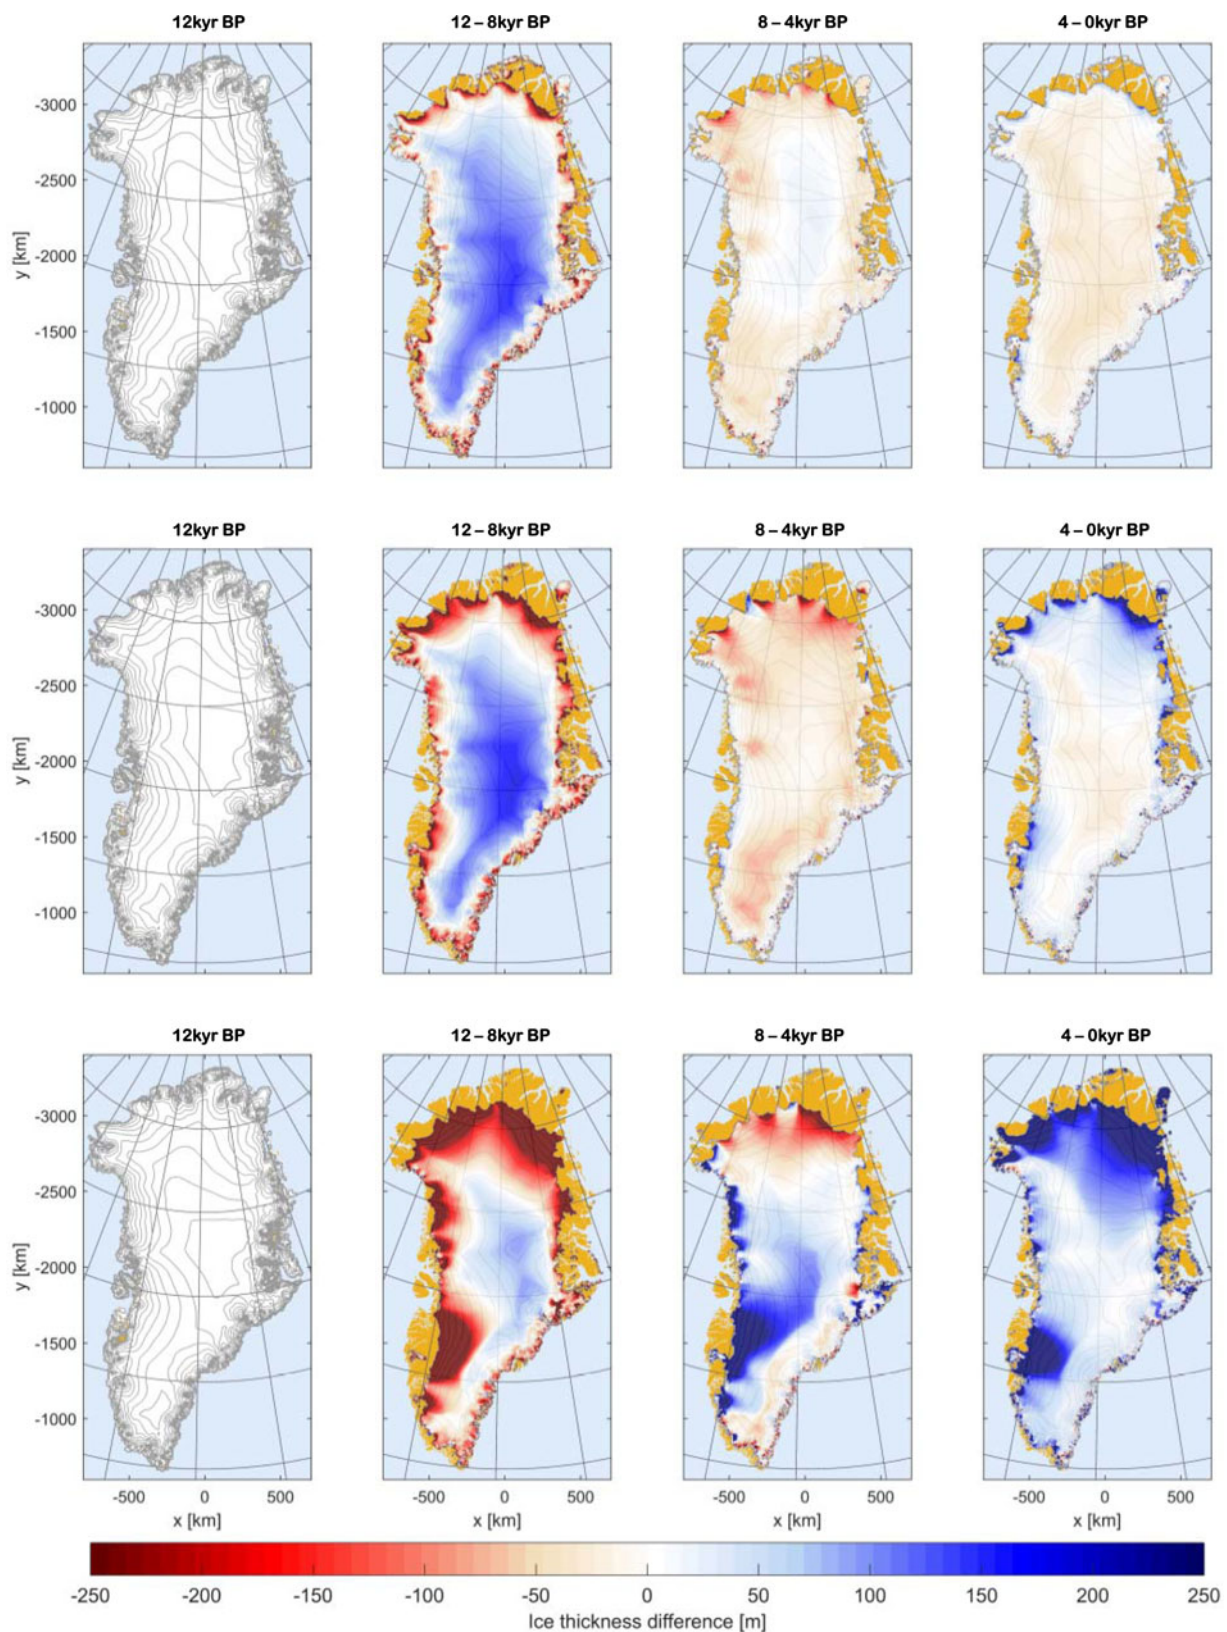 12kyr BP 12 – 8kyr BP 8 – 4kyr BP 4 – 0kyr BP
-3000
-2500
y [km]
-2000
-1500
-1000
12kyr BP 12 – 8kyr BP 8 – 4kyr BP 4 – 0kyr BP
-3000
-2500
y [km]
-2000
-1500
-1000
12kyr BP 12 – 8kyr BP 8 – 4kyr BP 4 – 0kyr BP
-3000
-2500
y [km]
-2000
-1500
-1000
-500 0 500 -500 0 500 -500 0 500 -500 0 500
x [km] x [km] x [km] x [km]
-250 -200 -150 -100 -50 0 50 100 150 200 250
Ice thickness difference [m]